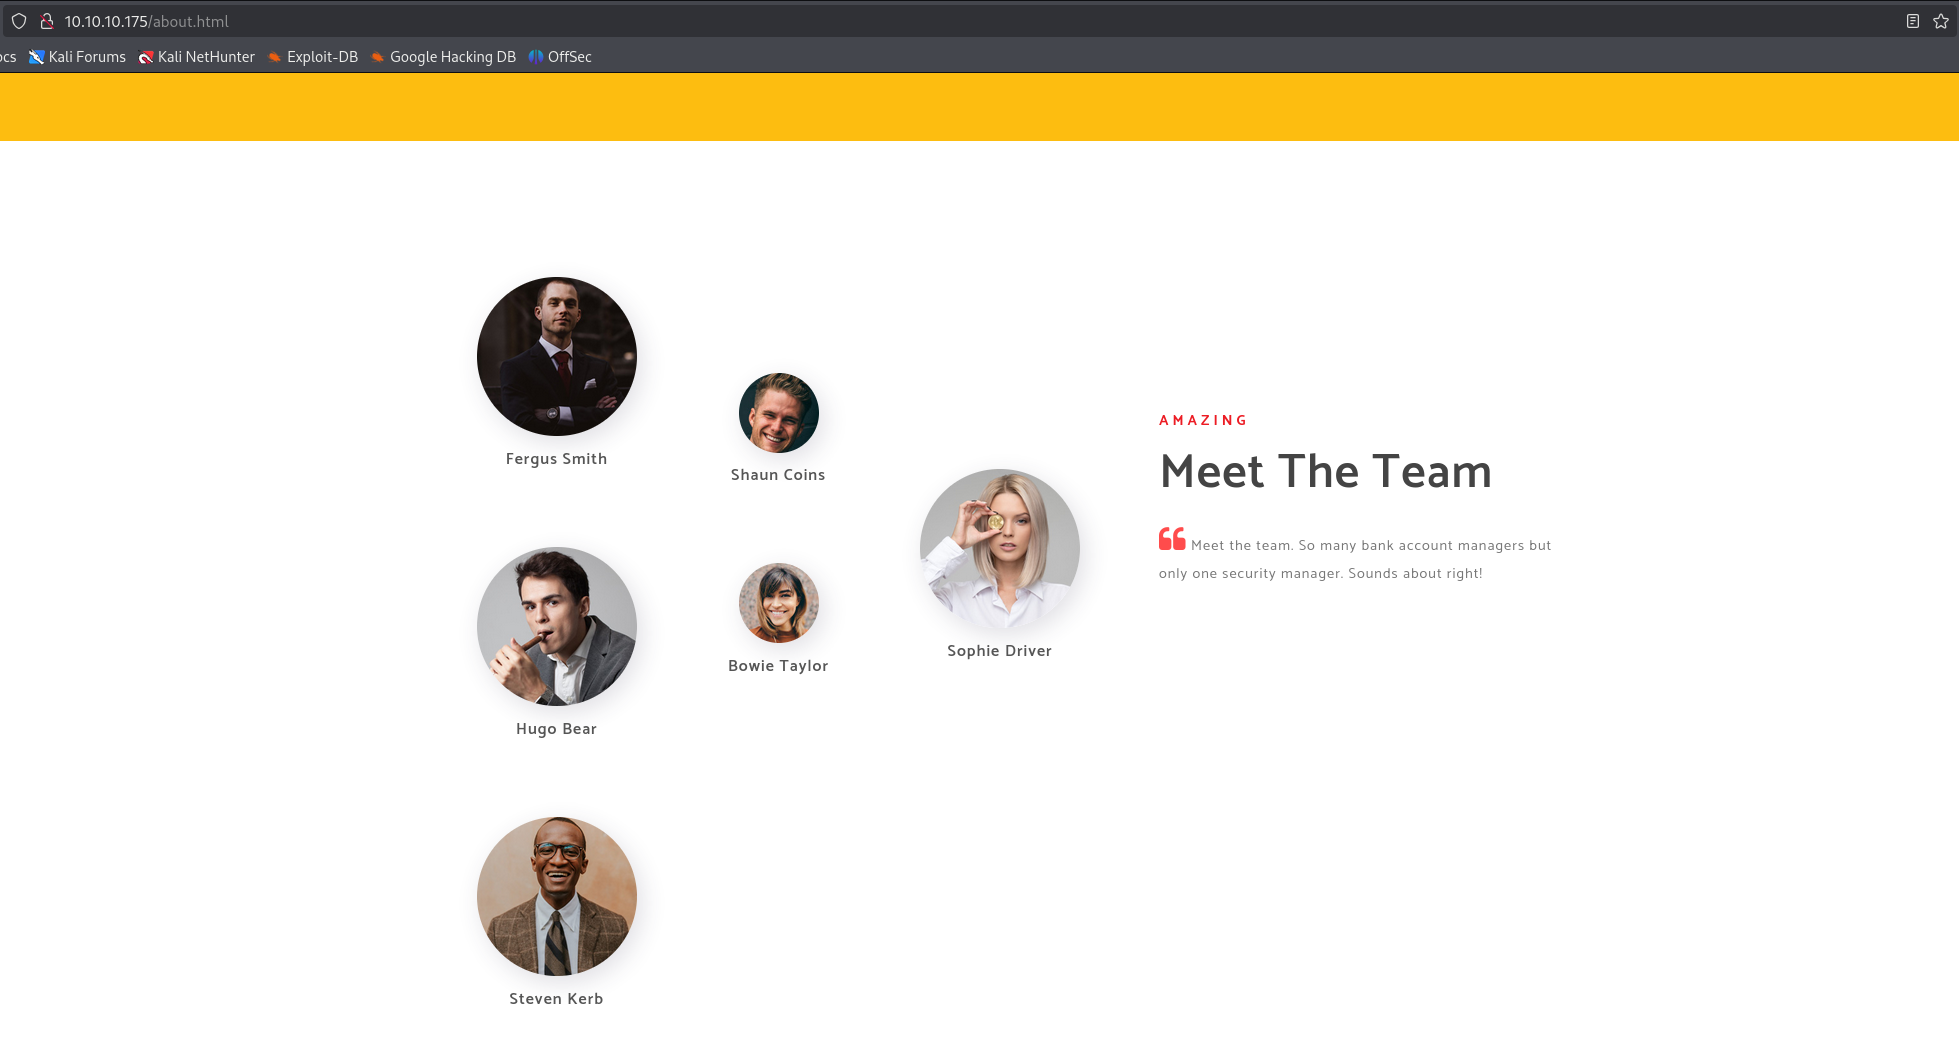 10.10.10.175/about.html
ocs Kali Forums Kali NetHunter Exploit-DB Google Hacking DB OffSec
Fergus Smith
Shaun Coins
Hugo Bear
Bowie Taylor
Sophie Driver
Steven Kerb
AMAZING
Meet The Team
Meet the team. So many bank account managers but
only one security manager. Sounds about right!